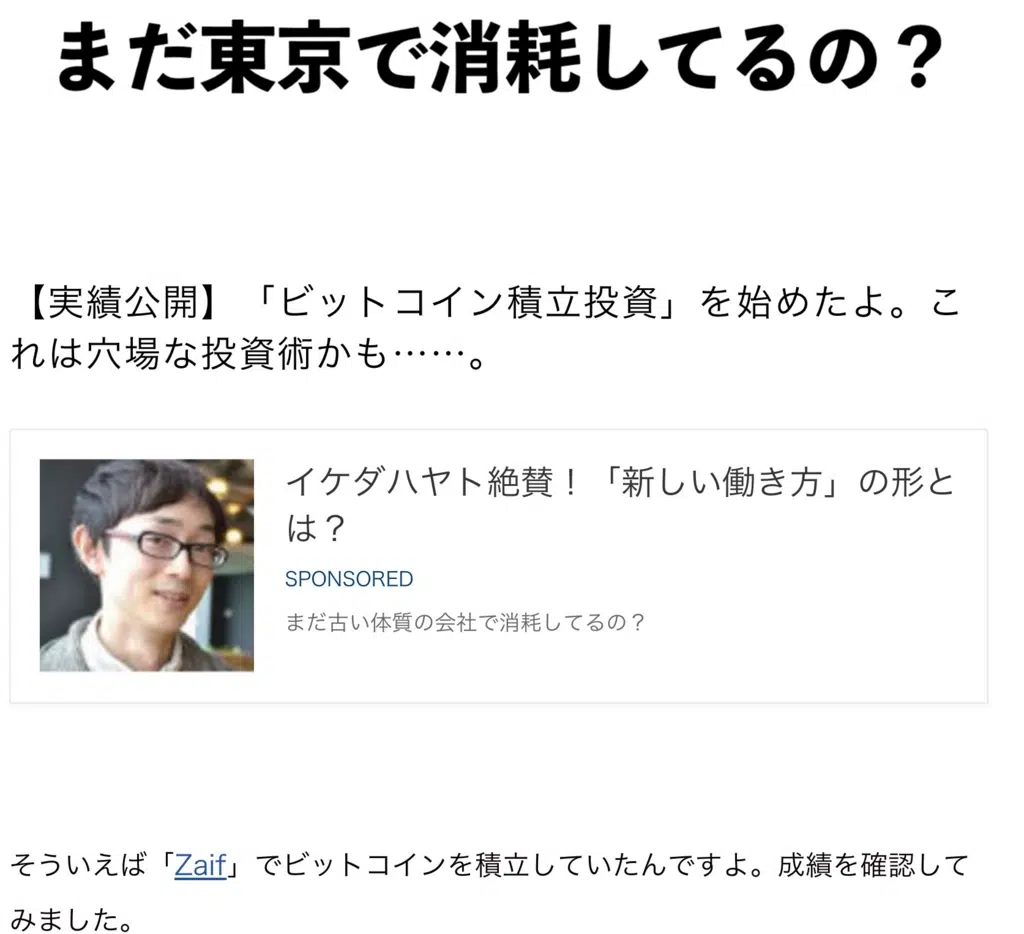 まだ東京で消耗してるの？
【実績公開】「ビットコイン積立投資」を始めたよ。こ
れは穴場な投資術かも……。
イケダハヤト絶賛！「新しい働き方」の形と
は？
SPONSORED
まだ古い体質の会社で消耗してるの？
そういえば「Zaif」でビットコインを積立していたんですよ。成績を確認して
みました。